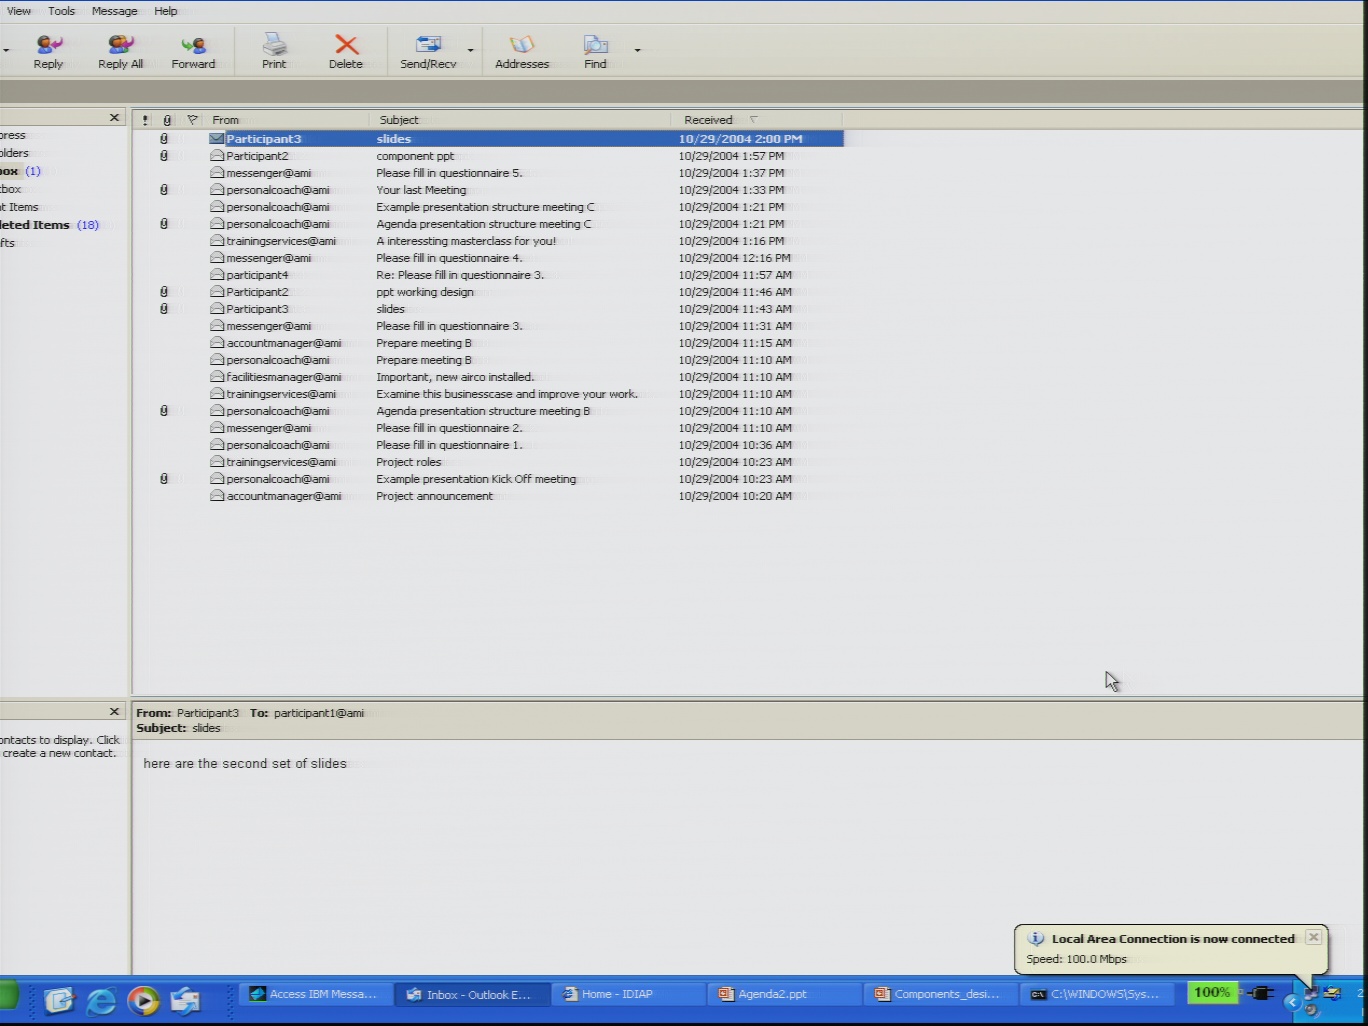 View Tools Message Help
Reply Reply All Forward Print Delete Send/Recv Addresses Find
From Subject Received
Participant3 slides 10/29/2004 2:00 PM
Participant2 component ppt 10/29/2004 1:57 PM
messenger@ami Please fill in questionnaire 5. 10/29/2004 1:37 PM
personalcoach@ami Your last Meeting 10/29/2004 1:33 PM
personalcoach@ami Example presentation structure meeting C 10/29/2004 1:21 PM
personalcoach@ami Agenda presentation structure meeting C 10/29/2004 1:21 PM
trainingservices@ami A interessting masterclass for you! 10/29/2004 1:16 PM
messenger@ami Please fill in questionnaire 4. 10/29/2004 12:16 PM
participant4 Re: Please fill in questionnaire 3. 10/29/2004 11:57 AM
Participant2 ppt working design 10/29/2004 11:46 AM
Participant3 slides 10/29/2004 11:43 AM
messenger@ami Please fill in questionnaire 3. 10/29/2004 11:31 AM
accountmanager@ami Prepare meeting B 10/29/2004 11:15 AM
personalcoach@ami Prepare meeting B 10/29/2004 11:10 AM
facilitiesmanager@ami Important, new airco installed. 10/29/2004 11:10 AM
trainingservices@ami Examine this businesscase and improve your work. 10/29/2004 11:10 AM
personalcoach@ami Agenda presentation structure meeting B 10/29/2004 11:10 AM
messenger@ami Please fill in questionnaire 2. 10/29/2004 11:10 AM
personalcoach@ami Please fill in questionnaire 1. 10/29/2004 10:36 AM
trainingservices@ami Project roles 10/29/2004 10:23 AM
personalcoach@ami Example presentation Kick Off meeting 10/29/2004 10:23 AM
accountmanager@ami Project announcement 10/29/2004 10:20 AM
press
olders
box (1)
tbox
nt Items
leted Items (18)
fts
ontacts to display. Click
create a new contact.
From: Participant3 To: participant1@ami
Subject: slides
here are the second set of slides
Local Area Connection is now connected
Speed: 100.0 Mbps
Access IBM Messa... Inbox - Outlook E... Home - IDIAP Agenda2.ppt Components_desi... C:\WINDOWS\Sys... 100% 2